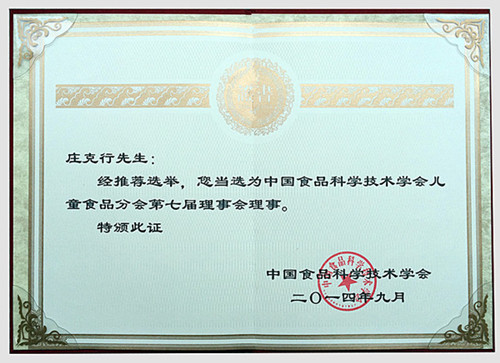 庄克行先生：
经推荐选举，您当选为中国食品科学技术学会儿
童食品分会第七届理事会理事。
特颁此证
中国食品科学技术学会
二〇一四年九月